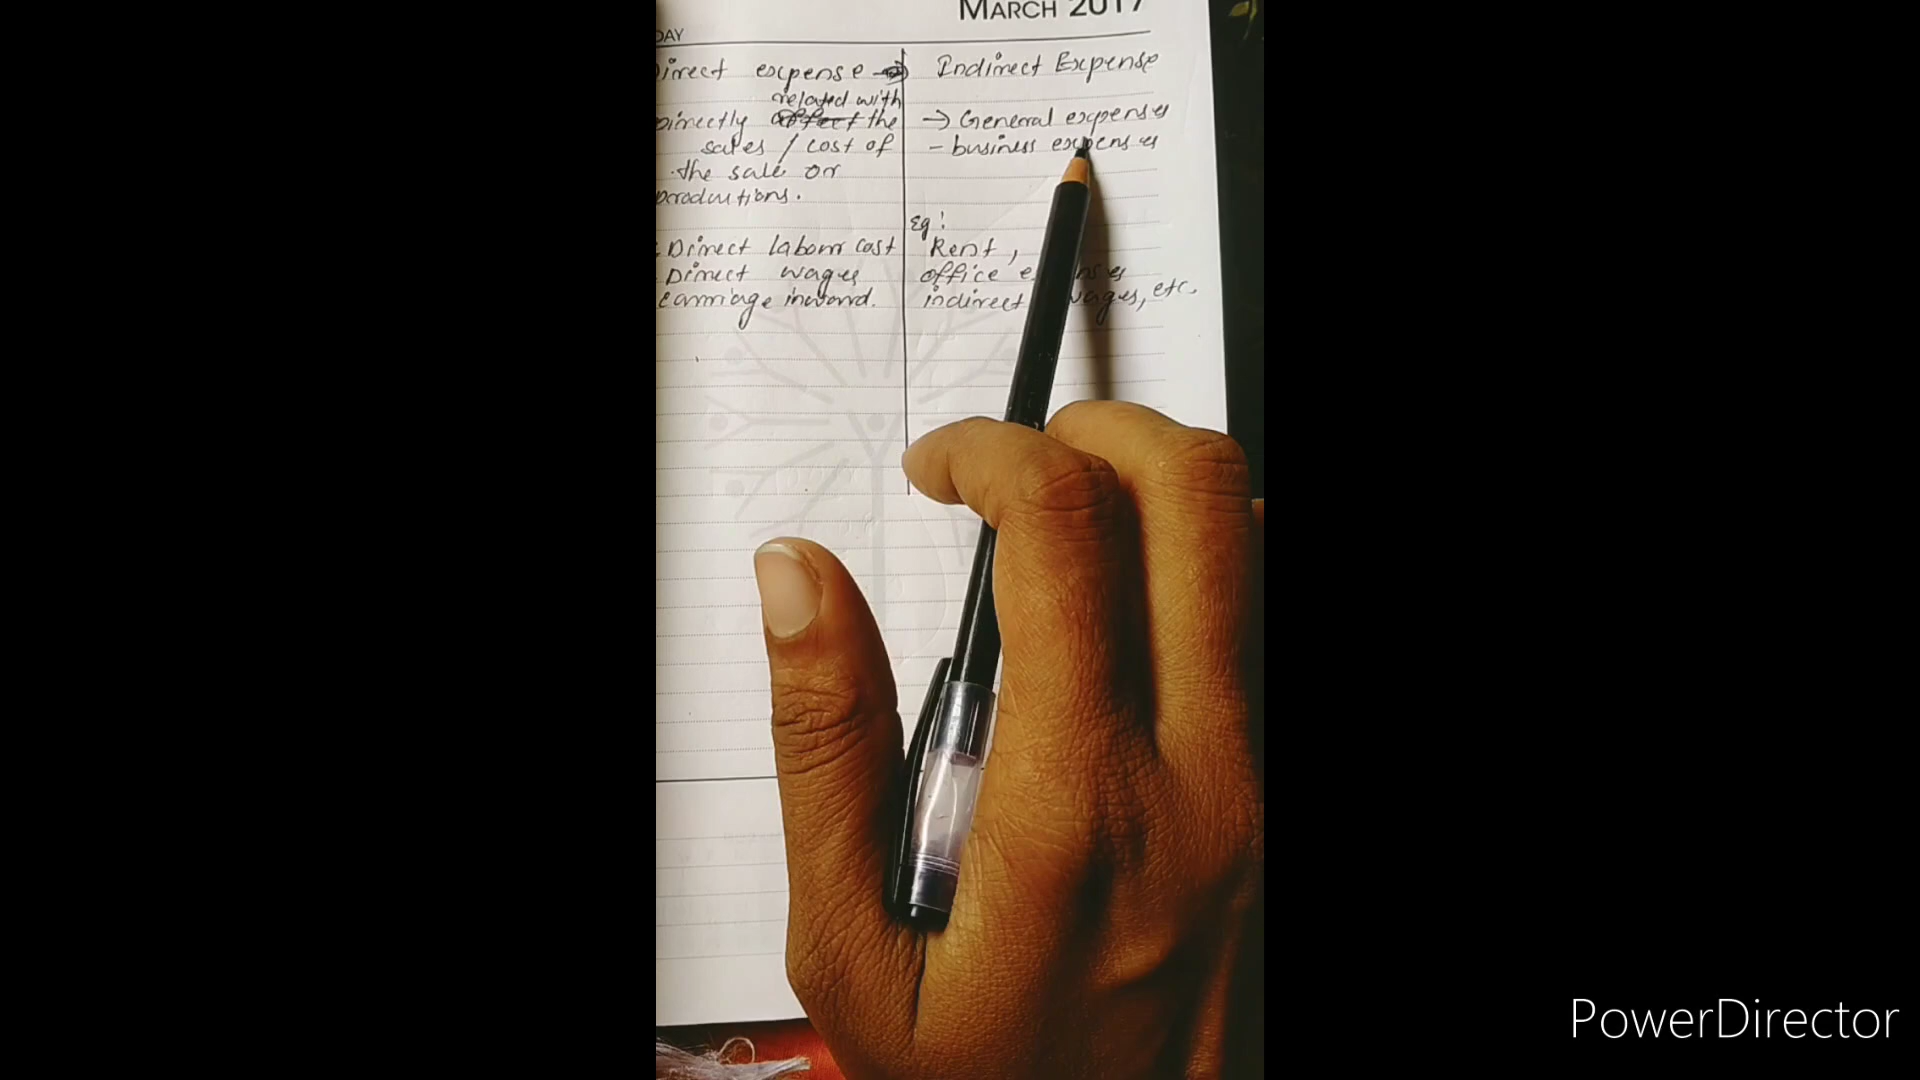 MARCH 2017
DAY
Direct expense → Indirect Expense
related with
Directly affect the
sales / cost of
the sale or
productions.
→ General expenses
- business expenses
Direct labour cost
Direct wages
carriage inward.
Eg:
Rent,
office expenses
indirect wages, etc.
PowerDirector